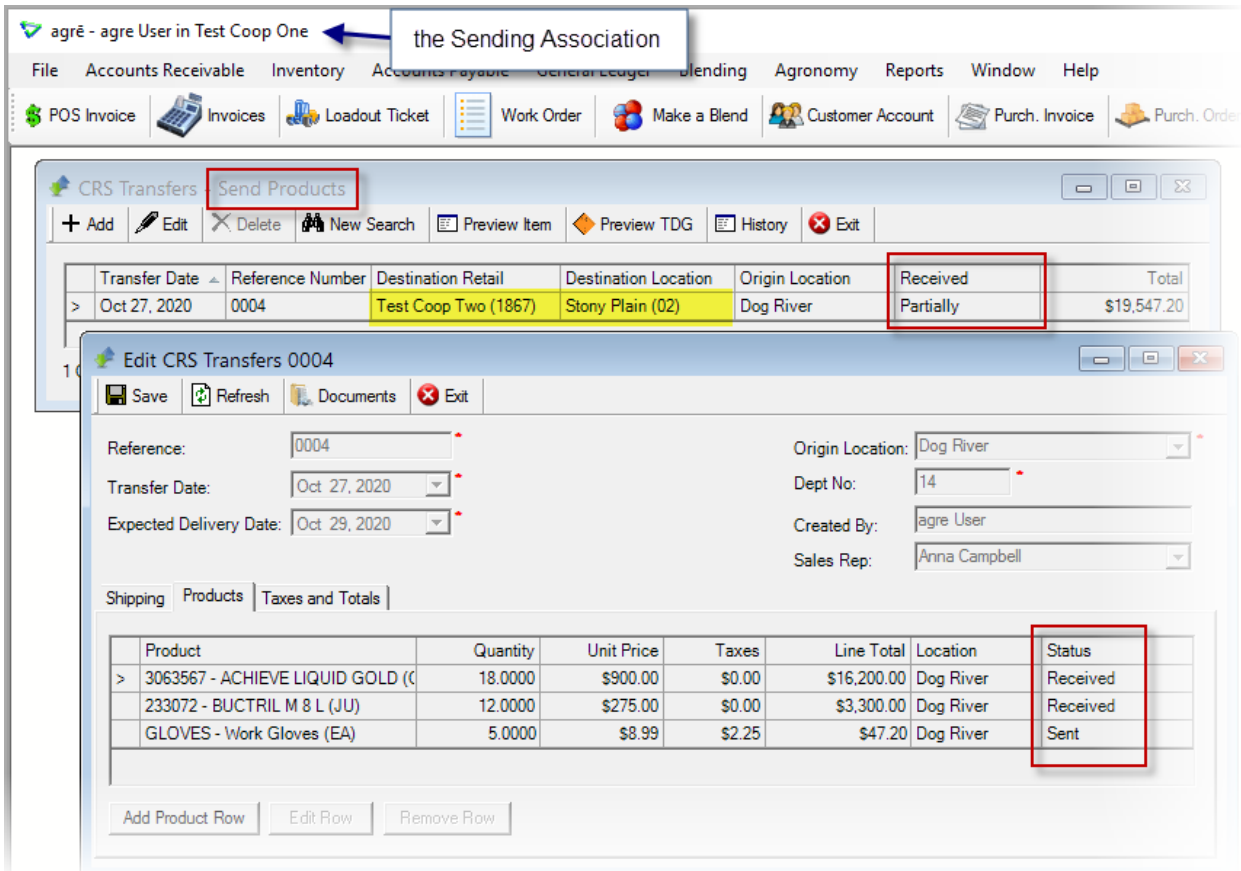 agrē - agre User in Test Coop One
the Sending Association
File Accounts Receivable Inventory Accounts Payable General Ledger Blending Agronomy Reports Window Help
POS Invoice Invoices Loadout Ticket Work Order Make a Blend Customer Account Purch. Invoice Purch. Order
CRS Transfers - Send Products
Add Edit Delete New Search Preview Item Preview TDG History Exit
Transfer Date Reference Number Destination Retail Destination Location Origin Location Received Total
> Oct 27, 2020 0004 Test Coop Two (1867) Stony Plain (02) Dog River Partially $19,547.20
1
Edit CRS Transfers 0004
Save Refresh Documents Exit
Reference: 0004 * Origin Location: Dog River *
Transfer Date: Oct 27, 2020 * Dept No: 14 *
Expected Delivery Date: Oct 29, 2020 * Created By: agre User
Sales Rep: Anna Campbell
Shipping Products Taxes and Totals
Product Quantity Unit Price Taxes Line Total Location Status
> 3063567 - ACHIEVE LIQUID GOLD (C 18.0000 $900.00 $0.00 $16,200.00 Dog River Received
233072 - BUCTRIL M 8 L (JU) 12.0000 $275.00 $0.00 $3,300.00 Dog River Received
GLOVES - Work Gloves (EA) 5.0000 $8.99 $2.25 $47.20 Dog River Sent
Add Product Row Edit Row Remove Row